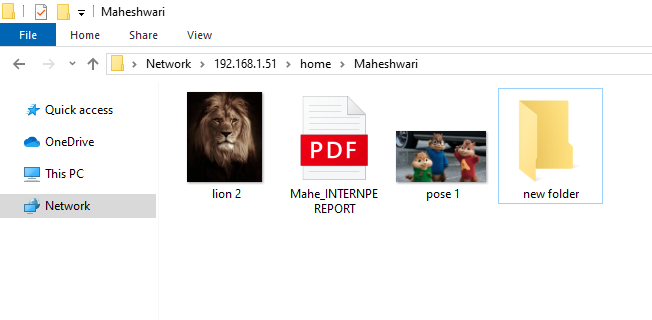 Maheshwari
File Home Share View
Network > 192.168.1.51 > home > Maheshwari
Quick access
OneDrive
This PC
Network
PDF
lion 2
Mahe_INTERNPE
REPORT
pose 1
new folder